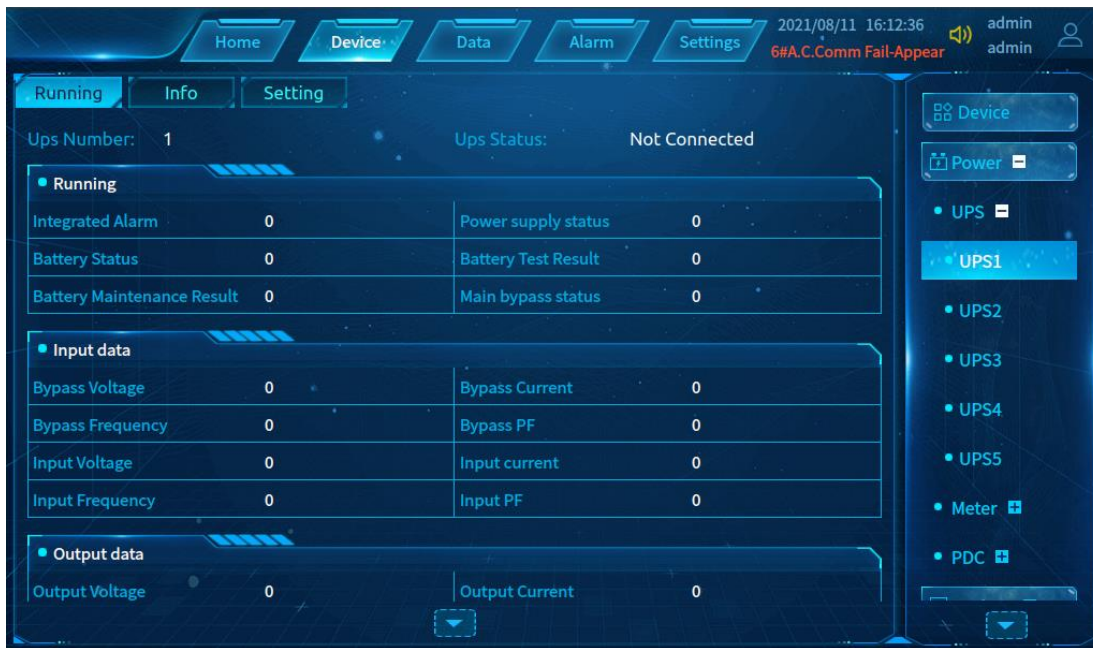 Home Device Data Alarm Settings 2021/08/11 16:12:36 admin
6#A.C.Comm Fail-Appear admin
Running Info Setting
Ups Number: 1 Ups Status: Not Connected
Running
Integrated Alarm 0 Power supply status 0
Battery Status 0 Battery Test Result 0
Battery Maintenance Result 0 Main bypass status 0
Input data
Bypass Voltage 0 Bypass Current 0
Bypass Frequency 0 Bypass PF 0
Input Voltage 0 Input current 0
Input Frequency 0 Input PF 0
Output data
Output Voltage 0 Output Current 0
Device
Power
UPS
UPS1
UPS2
UPS3
UPS4
UPS5
Meter
PDC